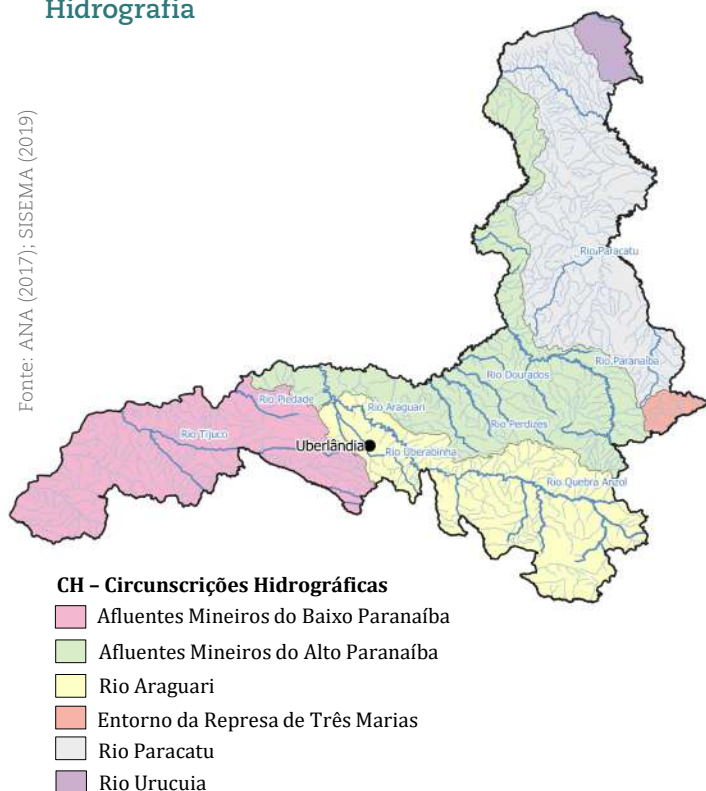 Hidrografia
Fonte: ANA (2017); SISEMA (2019)
Rio Paracatu
Rio Paranaíba
Rio Dourados
Rio Piedade
Rio Araguari
Rio Perdizes
Rio Tijuco
Uberlândia
Rio Uberabinha
Rio Quebra Anzol
CH – Circunscrições Hidrográficas
Afluentes Mineiros do Baixo Paranaíba
Afluentes Mineiros do Alto Paranaíba
Rio Araguari
Entorno da Represa de Três Marias
Rio Paracatu
Rio Urucuia